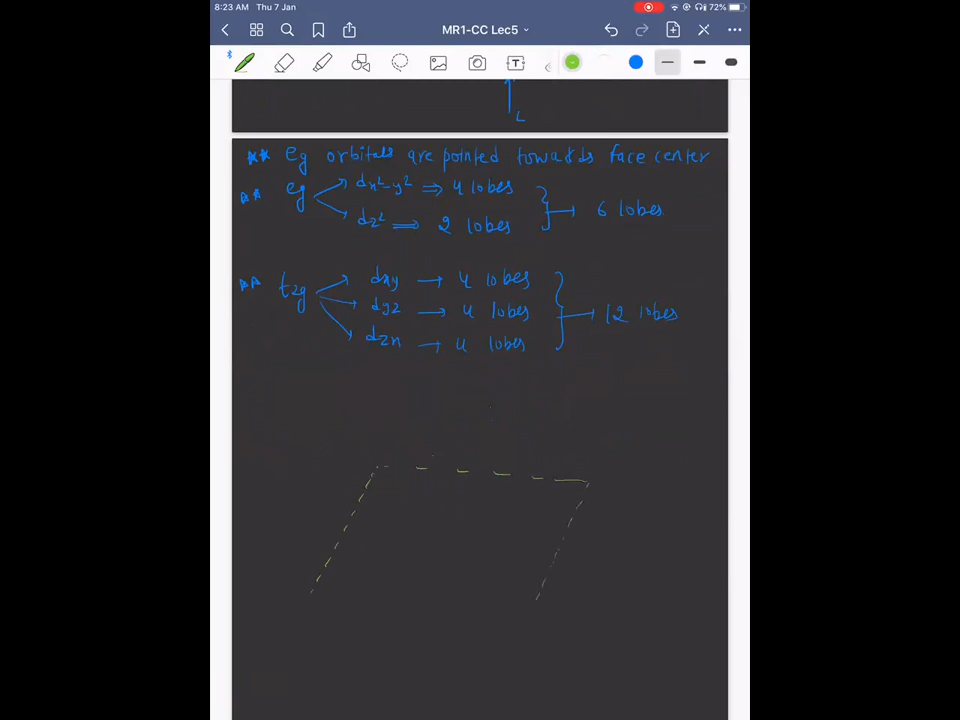 8:23 AM Thu 7 Jan 72%
MR1-CC Lec5
T
L
** eg orbitals are pointed towards face center
** eg dx²-y² ⇒ 4 lobes
dz² ⟹ 2 lobes
} → 6 lobes
** t2g dxy → 4 lobes
dyz → 4 lobes
dzx → 4 lobes
} → 12 lobes